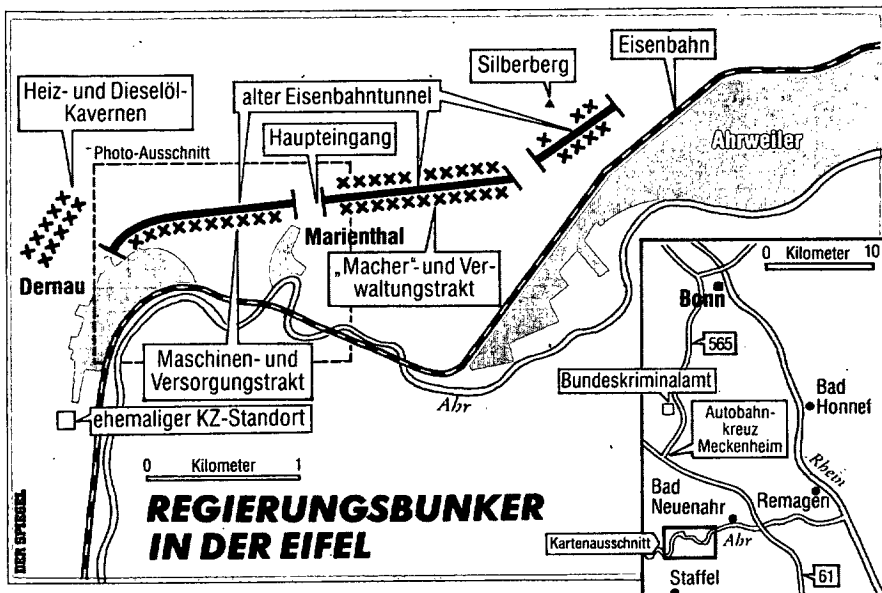 Heiz- und Dieselöl-
Kavernen
alter Eisenbahntunnel
Silberberg
Eisenbahn
Photo-Ausschnitt
Haupteingang
Ahrweiler
Marienthal
Dernau
„Macher“- und Ver-
waltungstrakt
Maschinen- und
Versorgungstrakt
ehemaliger KZ-Standort
Ahr
0 Kilometer 1
REGIERUNGSBUNKER
IN DER EIFEL
DER SPIEGEL
0 Kilometer 10
Bonn
565
Bundeskriminalamt
Bad
Honnef
Autobahn-
kreuz
Meckenheim
Rhein
Bad
Neuenahr
Remagen
Kartenausschnitt
Ahr
Staffel
61